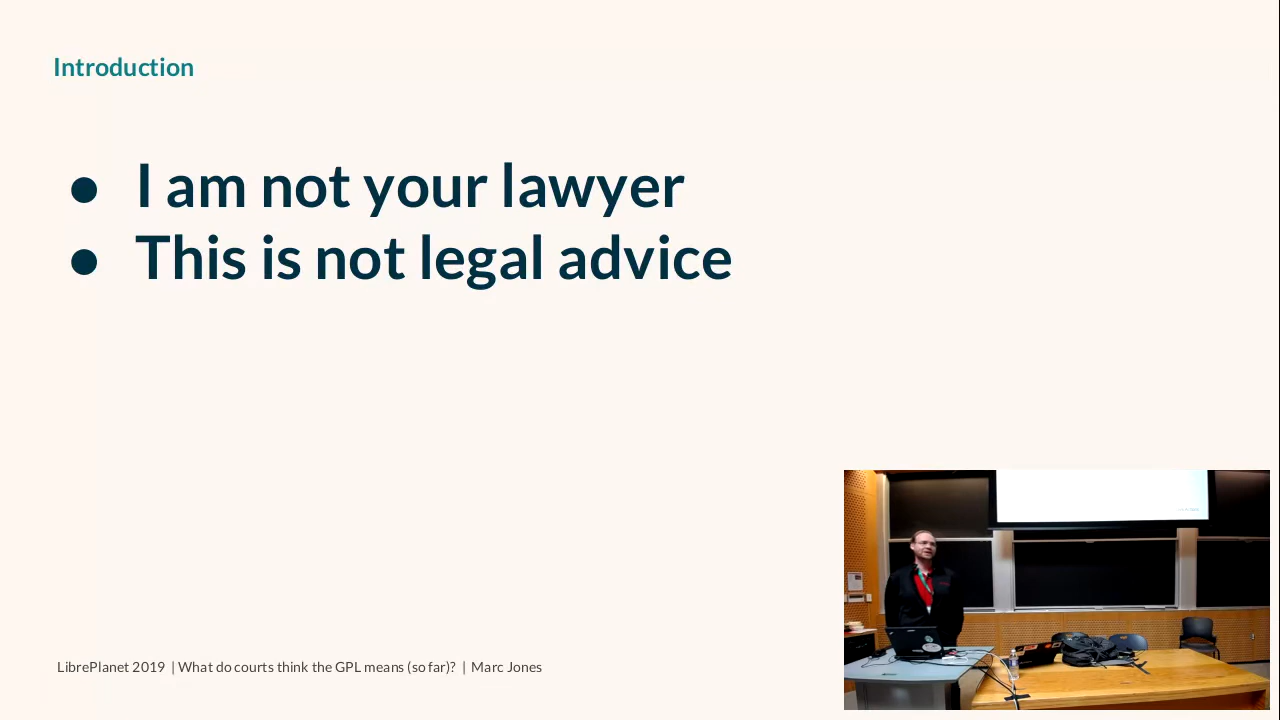 Introduction
● I am not your lawyer
● This is not legal advice
LibrePlanet 2019 | What do courts think the GPL means (so far)? | Marc Jones